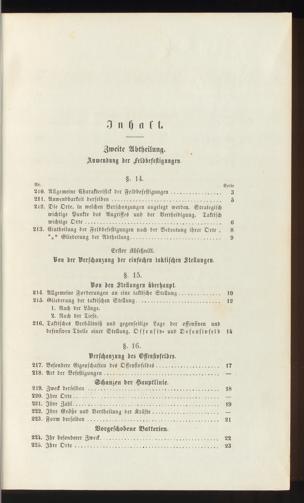 Inhalt.
Zweite Abtheilung.
Anwendung der Feldbefestigungen
§. 14.
Nr. Seite
210. Allgemeine Charakteristik der Feldbefestigungen 3
211. Anwendbarkeit derselben 5
212. Die Orte, in welchen Verschanzungen angelegt werden. Strategisch
wichtige Punkte des Angriffes und der Vertheidigung. Taktisch
wichtige Orte 6
213. Eintheilung der Feldbefestigungen nach der Bedeutung ihrer Orte 8
*„* Gliederung der Abtheilung 9
Erster Abschnitt.
Von der Verschanzung der einfachen taktischen Stellungen.
§. 15.
Von den Stellungen überhaupt.
214. Allgemeine Forderungen an eine taktliche Stellung 10
215. Gliederung der taktischen Stellung 12
1. Nach der Länge.
2. Nach der Tiefe.
216. Taktisches Verhältniß und gegenseitige Lage der offensiven und
defensiven Theile einer Stellung. Offensiv- und Defensivfeld 14
§. 16.
Verschanzung des Offensivfeldes.
217. Besondere Eigenschaften des Offensivfeldes 17
218. Art der Befestigungen —
Schanzen der Hauptlinie.
219. Zweck derselben 18
220. Ihre Orte —
221. Ihre Zahl 19
222. Ihre Größe und Vertheilung der Kräfte —
223. Form derselben 21
Vorgeschobene Batterien.
224. Ihr besonderer Zweck 22
225. Ihre Orte 23